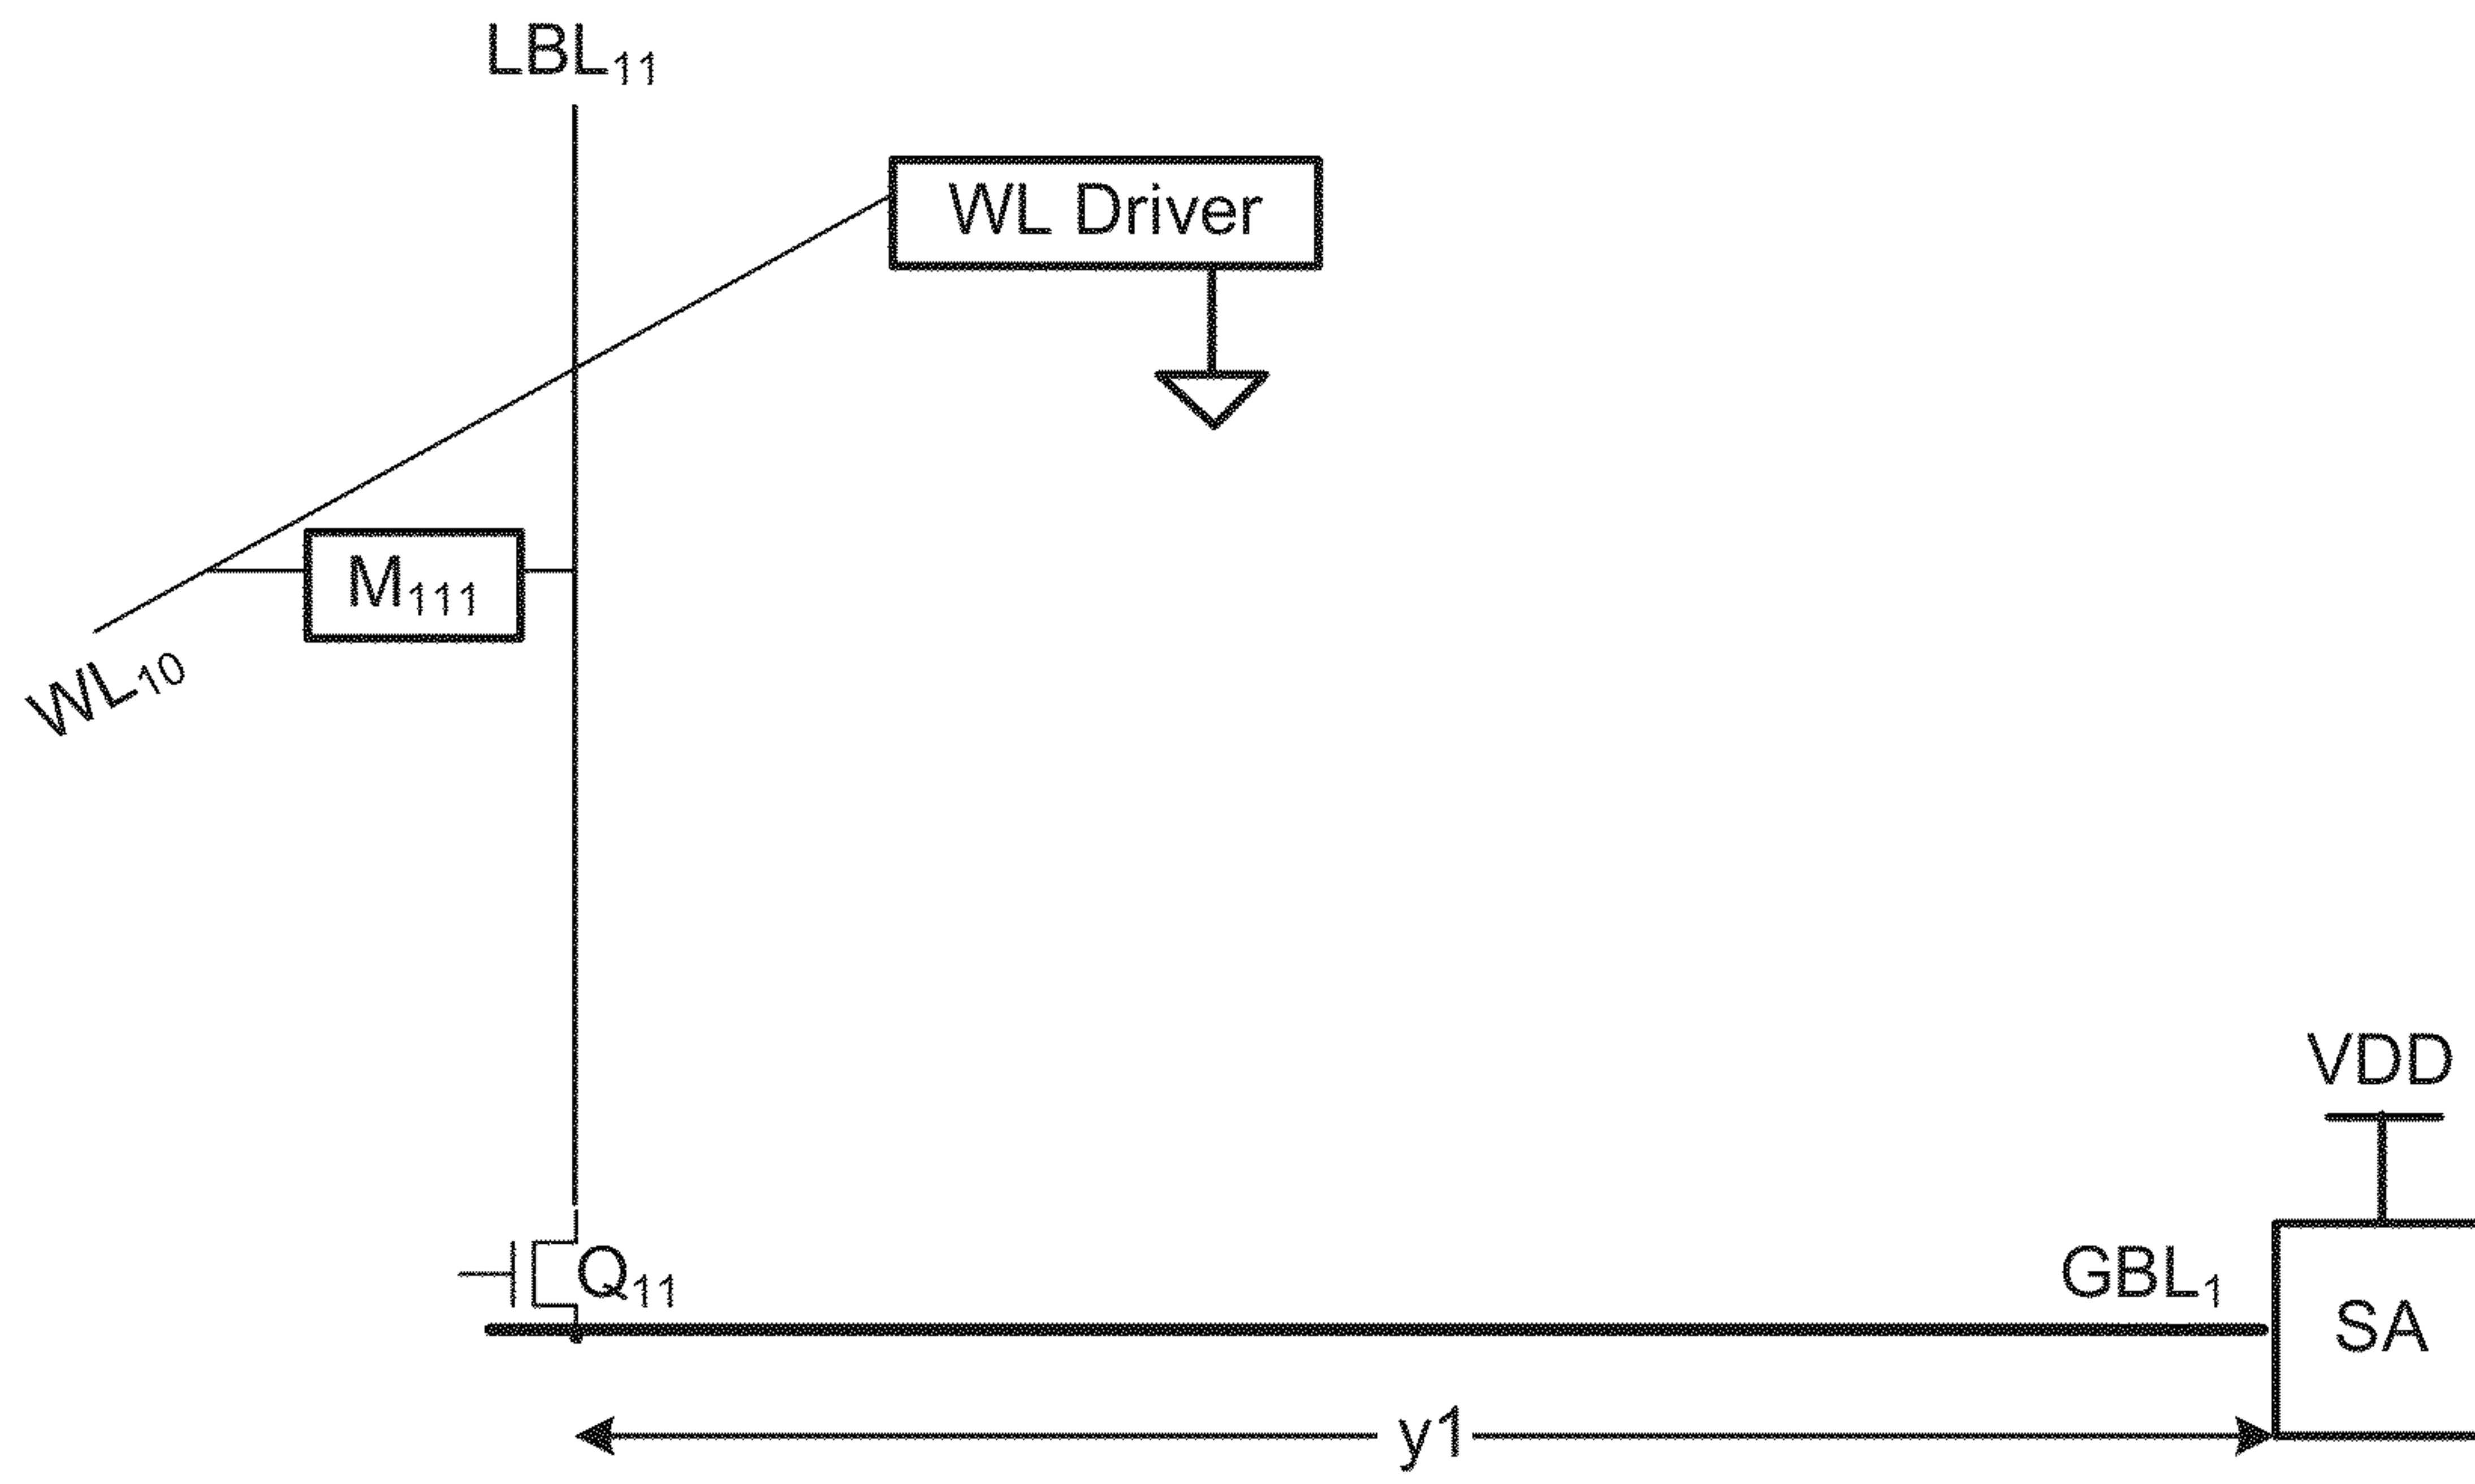 LBL₁₁
WL Driver
M₁₁₁
WL₁₀
VDD
Q₁₁
GBL₁
SA
y1